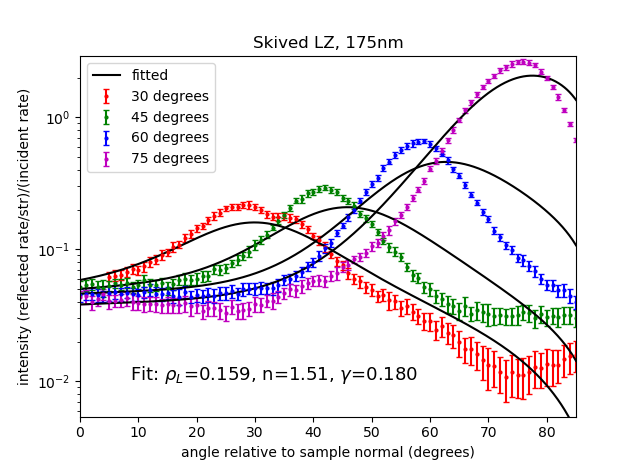 Skived LZ, 175nm
intensity (reflected rate/str)/(incident rate)
fitted
30 degrees
45 degrees
60 degrees
75 degrees
10⁰
10⁻¹
10⁻²
Fit: ρ_L=0.159, n=1.51, γ=0.180
0 10 20 30 40 50 60 70 80
angle relative to sample normal (degrees)